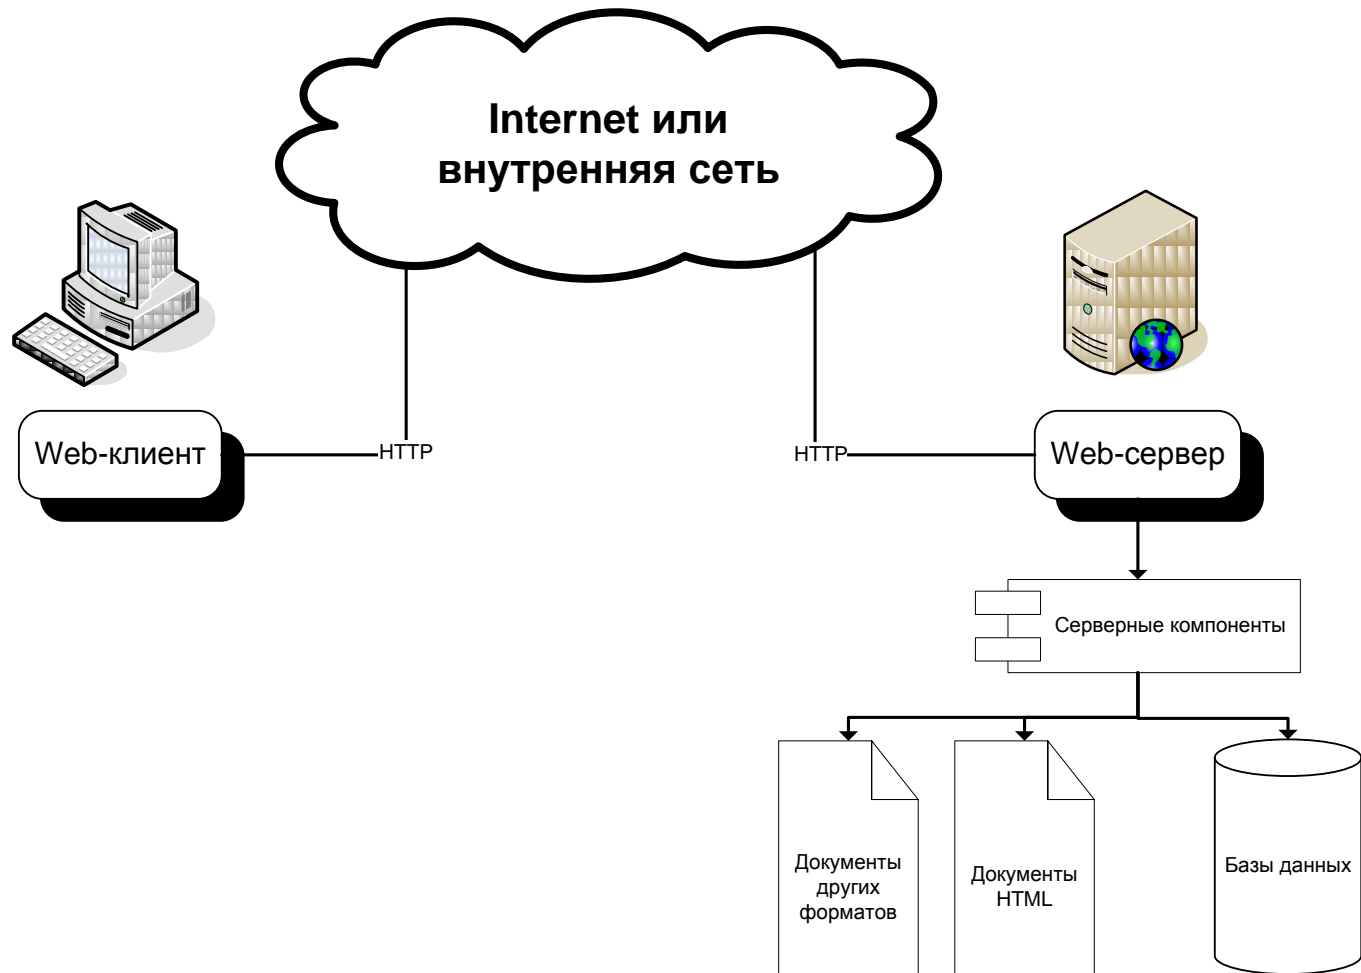 Internet или
внутренняя сеть
Web-клиент
HTTP
HTTP
Web-сервер
Серверные компоненты
Документы
других
форматов
Документы
HTML
Базы данных